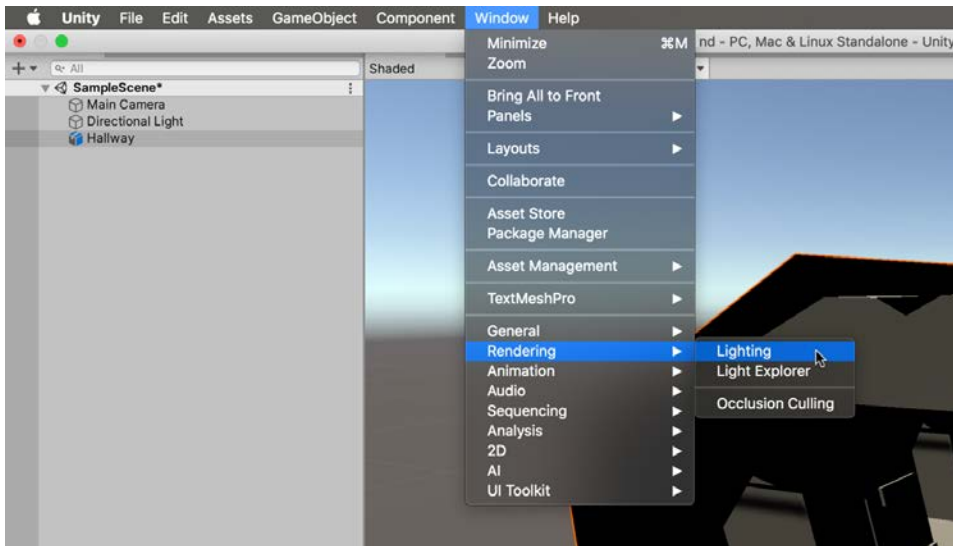 Unity File Edit Assets GameObject Component Window Help
nd - PC, Mac & Linux Standalone - Unity
All
Shaded
SampleScene*
Main Camera
Directional Light
Hallway
Minimize ⌘M
Zoom
Bring All to Front
Panels
Layouts
Collaborate
Asset Store
Package Manager
Asset Management
TextMeshPro
General
Rendering
Animation
Audio
Sequencing
Analysis
2D
AI
UI Toolkit
Lighting
Light Explorer
Occlusion Culling